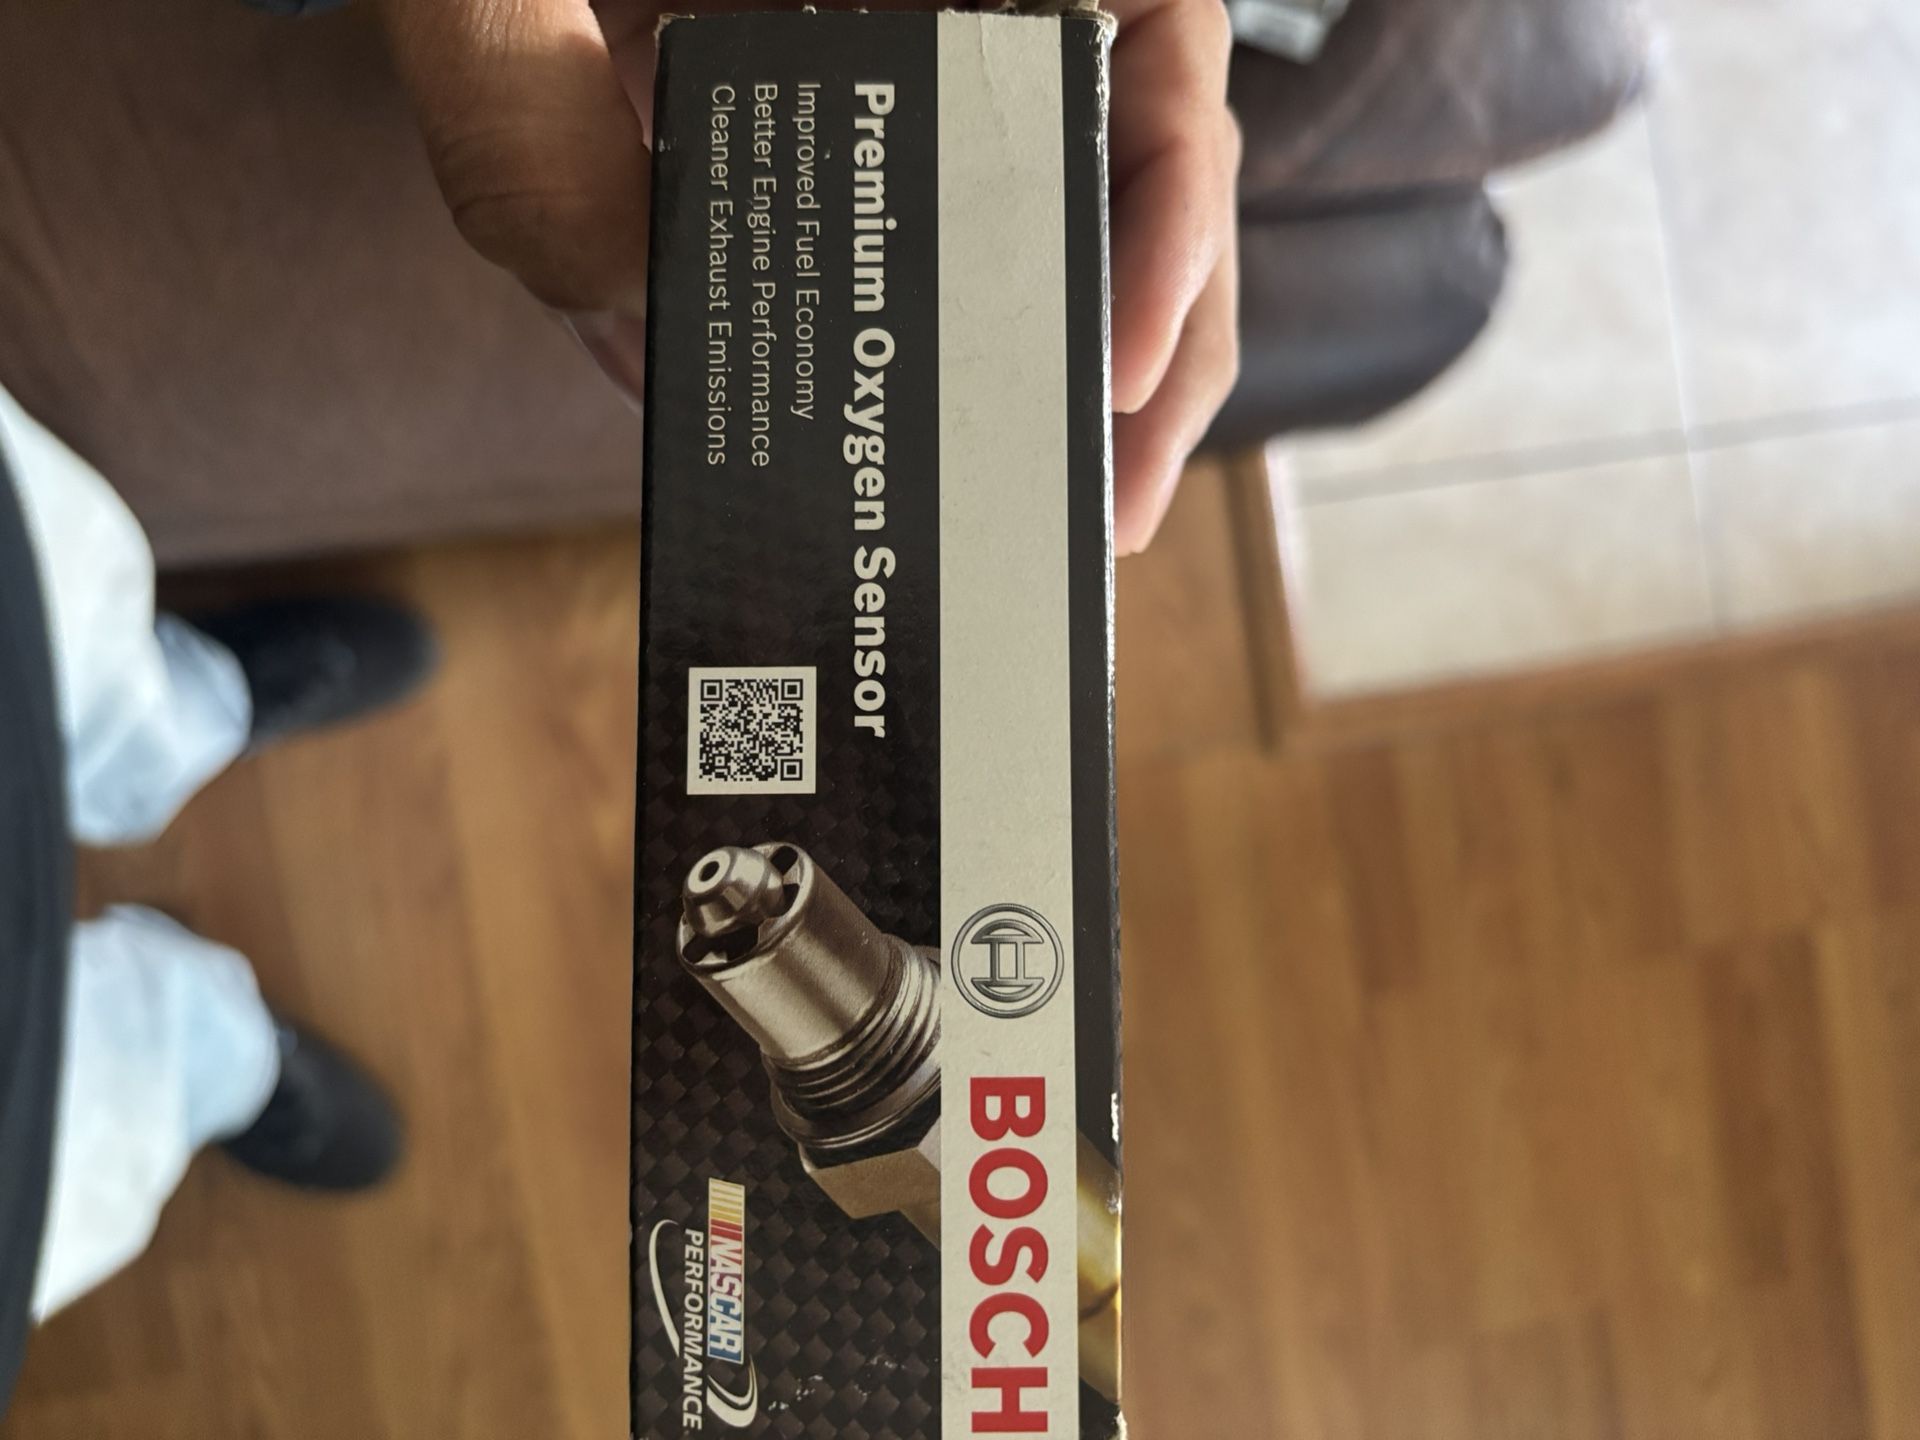 BOSCH
Premium Oxygen Sensor
Improved Fuel Economy
Better Engine Performance
Cleaner Exhaust Emissions
NASCAR
PERFORMANCE